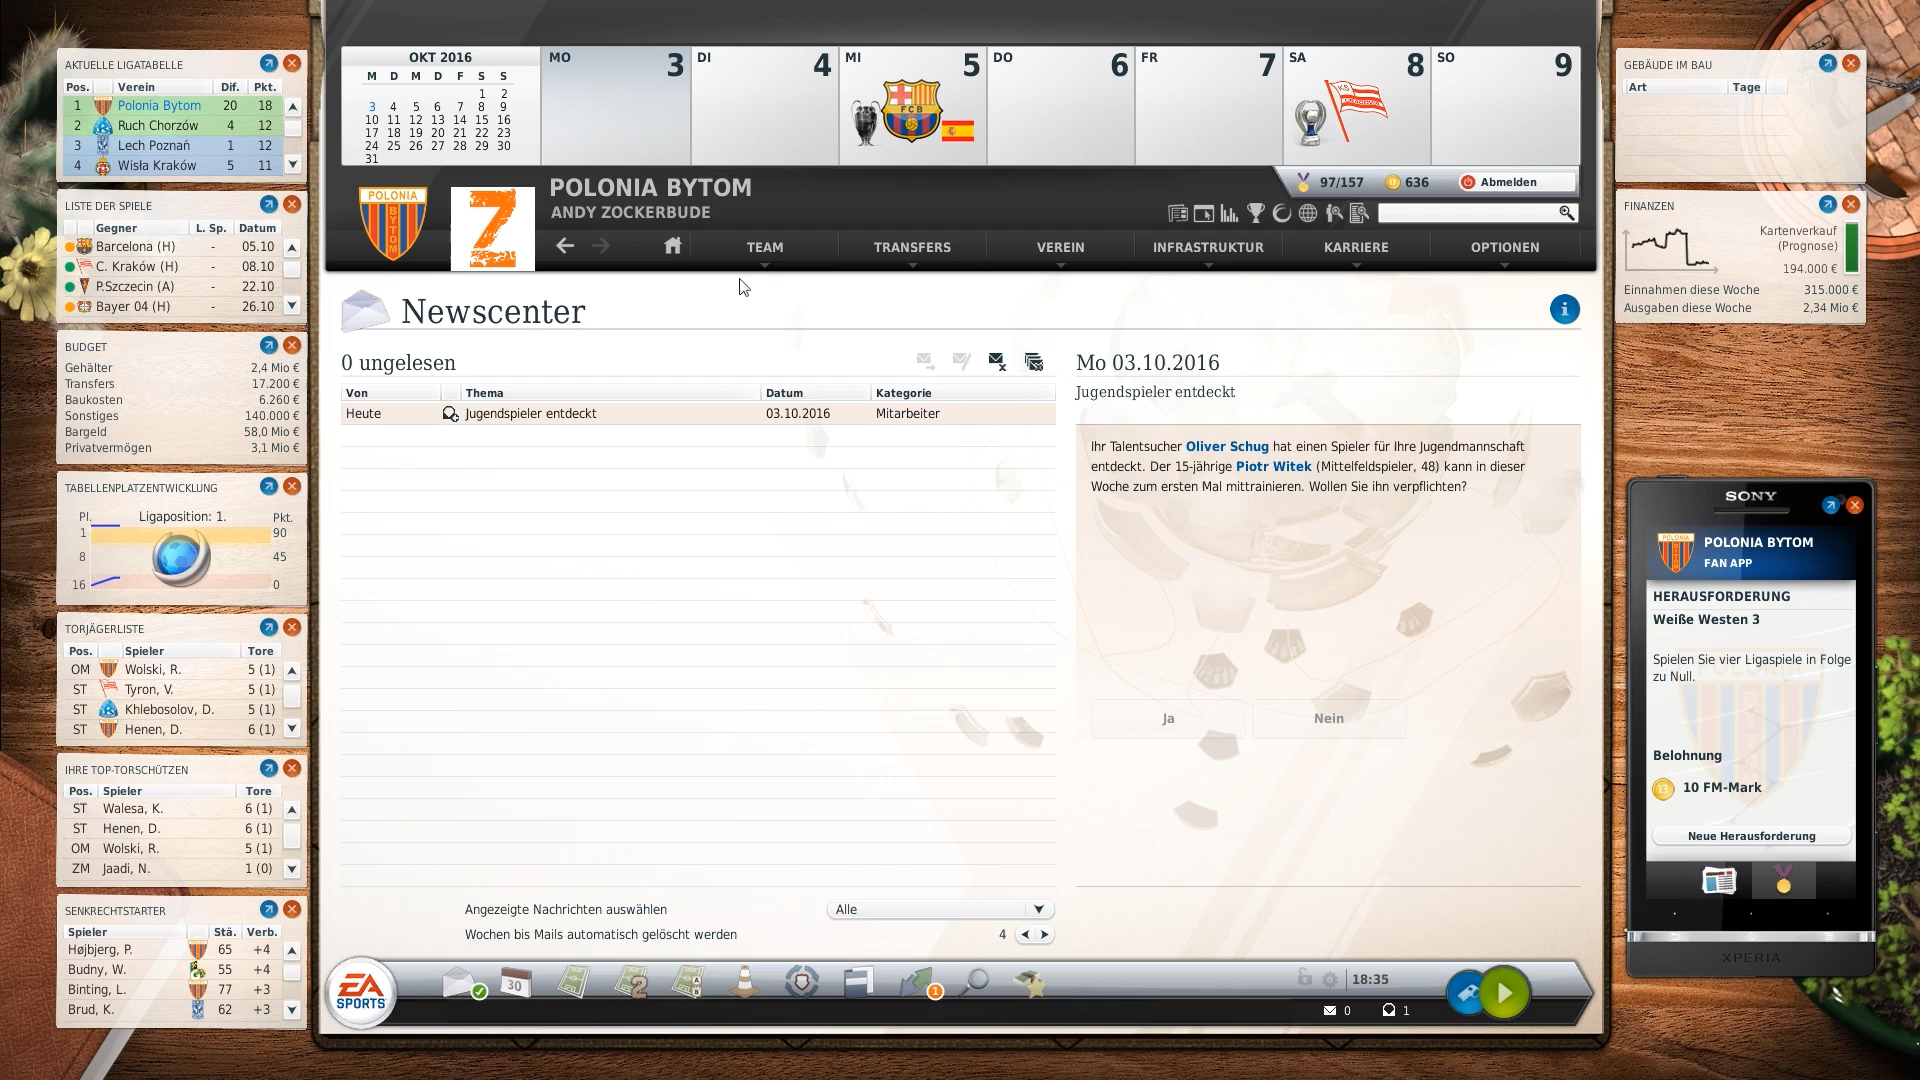 AKTUELLE LIGATABELLE
Pos. Verein Dif. Pkt.
1 Polonia Bytom 20 18
2 Ruch Chorzów 4 12
3 Lech Poznań 1 12
4 Wisła Kraków 5 11
LISTE DER SPIELE
Gegner L. Sp. Datum
Barcelona (H) - 05.10
C. Kraków (H) - 08.10
P.Szczecin (A) - 22.10
Bayer 04 (H) - 26.10
BUDGET
Gehälter 2,4 Mio €
Transfers 17.200 €
Baukosten 6.260 €
Sonstiges 140.000 €
Bargeld 58,0 Mio €
Privatvermögen 3,1 Mio €
TABELLENPLATZENTWICKLUNG
Pl. Ligaposition: 1. Pkt.
1 90
8 45
16 0
TORJÄGERLISTE
Pos. Spieler Tore
OM Wolski, R. 5 (1)
ST Tyron, V. 5 (1)
ST Khlebosolov, D. 5 (1)
ST Henen, D. 6 (1)
IHRE TOP-TORSCHÜTZEN
Pos. Spieler Tore
ST Walesa, K. 6 (1)
ST Henen, D. 6 (1)
OM Wolski, R. 5 (1)
ZM Jaadi, N. 1 (0)
SENKRECHTSTARTER
Spieler Stä. Verb.
Højbjerg, P. 65 +4
Budny, W. 55 +4
Binting, L. 77 +3
Brud, K. 62 +3
OKT 2016
M D M D F S S
1 2
3 4 5 6 7 8 9
10 11 12 13 14 15 16
17 18 19 20 21 22 23
24 25 26 27 28 29 30
31
MO 3
DI 4
MI 5
FCB
DO 6
FR 7
SA 8
KS CRACOVIA
SO 9
POLONIA
BYTOM
Z
POLONIA BYTOM
ANDY ZOCKERBUDE
97/157 636 Abmelden
TEAM TRANSFERS VEREIN INFRASTRUKTUR KARRIERE OPTIONEN
Newscenter
i
0 ungelesen
Von Thema Datum Kategorie
Heute Jugendspieler entdeckt 03.10.2016 Mitarbeiter
Mo 03.10.2016
Jugendspieler entdeckt
Ihr Talentsucher Oliver Schug hat einen Spieler für Ihre Jugendmannschaft
entdeckt. Der 15-jährige Piotr Witek (Mittelfeldspieler, 48) kann in dieser
Woche zum ersten Mal mittrainieren. Wollen Sie ihn verpflichten?
Ja Nein
Angezeigte Nachrichten auswählen Alle
Wochen bis Mails automatisch gelöscht werden 4
EA
SPORTS
30
2
1
18:35
0 1
GEBÄUDE IM BAU
Art Tage
FINANZEN
Kartenverkauf
(Prognose)
194.000 €
Einnahmen diese Woche 315.000 €
Ausgaben diese Woche 2,34 Mio €
SONY
POLONIA BYTOM
FAN APP
HERAUSFORDERUNG
Weiße Westen 3
Spielen Sie vier Ligaspiele in Folge
zu Null.
Belohnung
13 10 FM-Mark
Neue Herausforderung
XPERIA